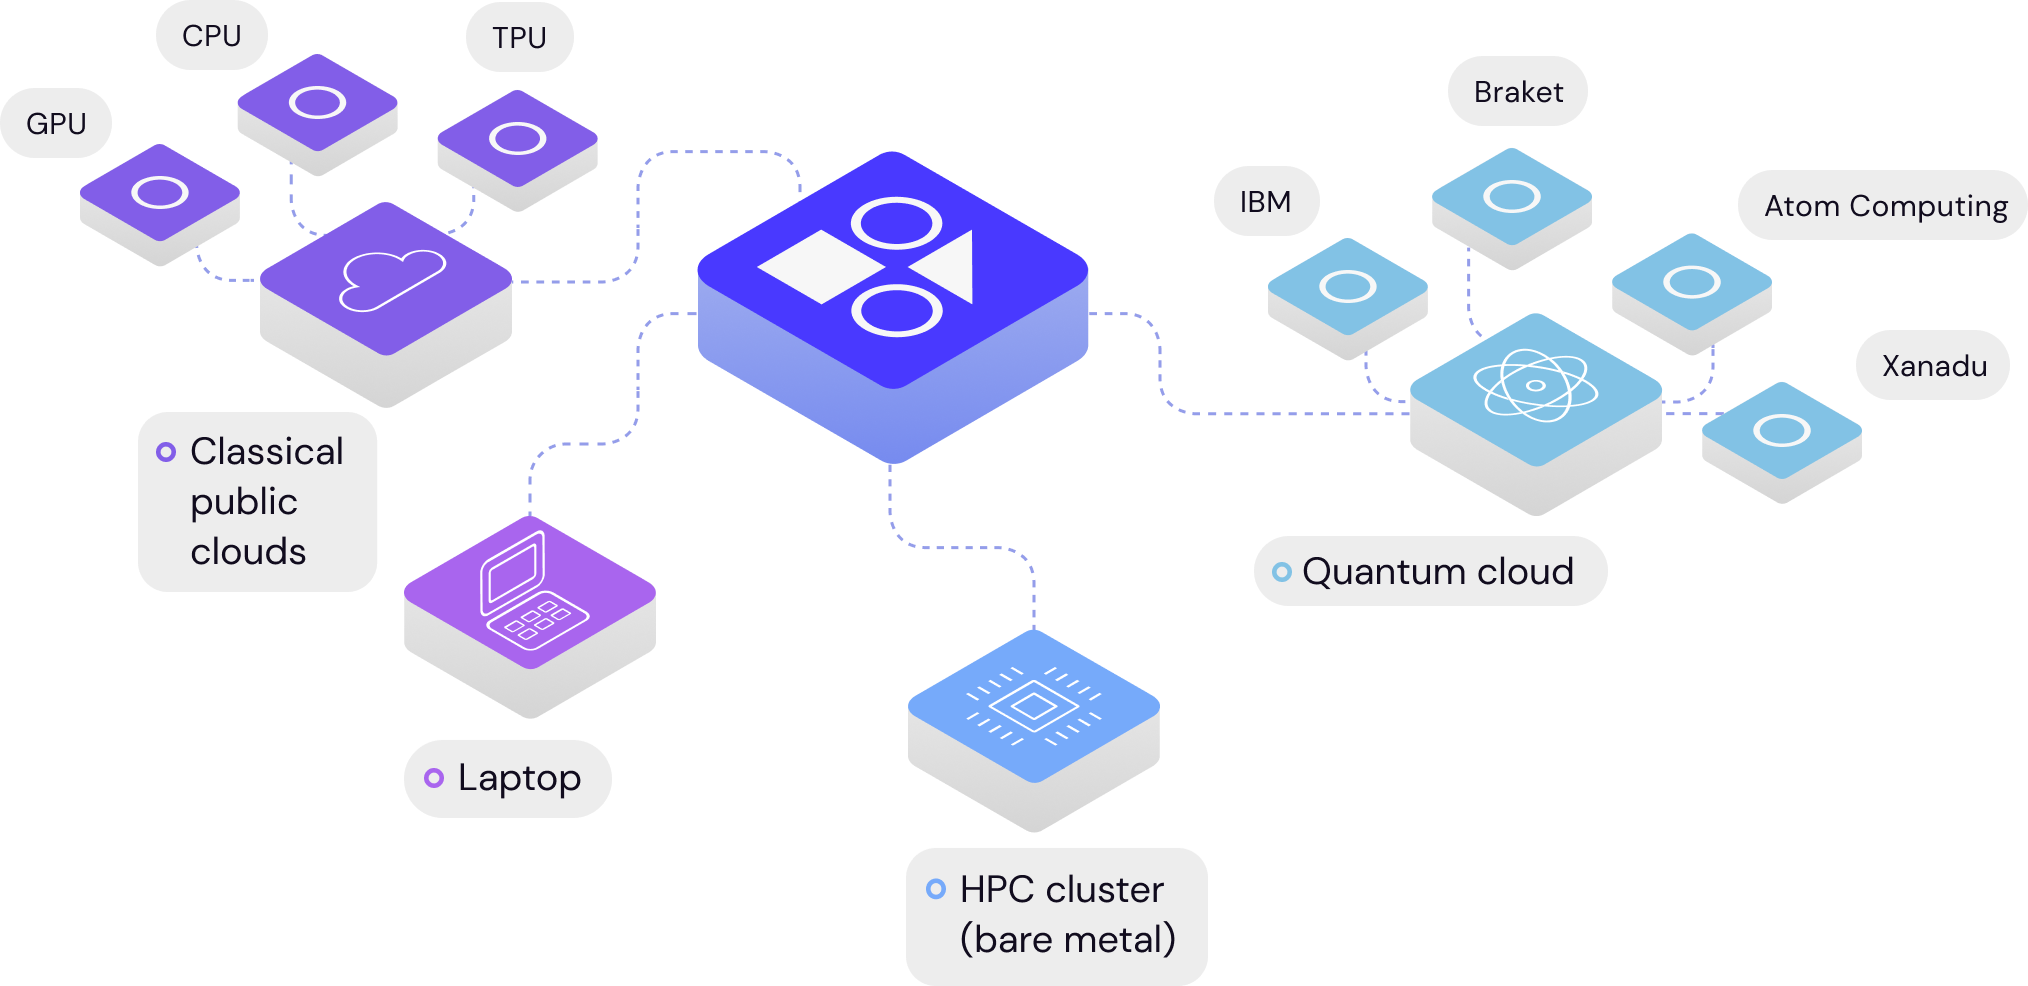 CPU
TPU
GPU
Braket
IBM
Atom Computing
Xanadu
Classical
public
clouds
Quantum cloud
Laptop
HPC cluster
(bare metal)